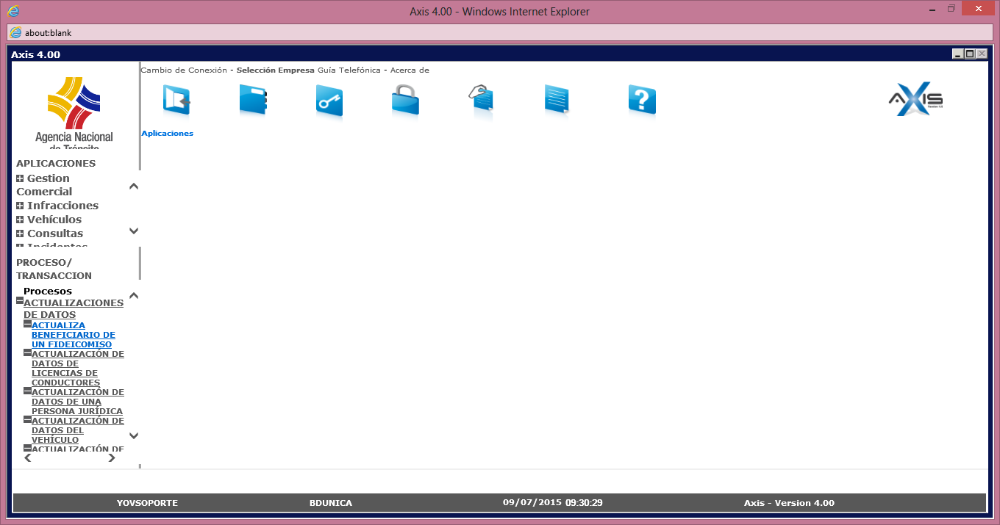 Axis 4.00 - Windows Internet Explorer
about:blank
Axis 4.00
Cambio de Conexión - Selección Empresa Guía Telefónica - Acerca de
AXIS
Agencia Nacional
de Tránsito
Aplicaciones
APLICACIONES
Gestion
Comercial
Infracciones
Vehículos
Consultas
Incidentes
PROCESO/
TRANSACCION
Procesos
ACTUALIZACIONES
DE DATOS
ACTUALIZA
BENEFICIARIO DE
UN FIDEICOMISO
ACTUALIZACIÓN DE
DATOS DE
LICENCIAS DE
CONDUCTORES
ACTUALIZACIÓN DE
DATOS DE UNA
PERSONA JURÍDICA
ACTUALIZACIÓN DE
DATOS DEL
VEHÍCULO
ACTUALIZACIÓN DE
YOVSOPORTE BDUNICA 09/07/2015 09:30:29 Axis - Version 4.00